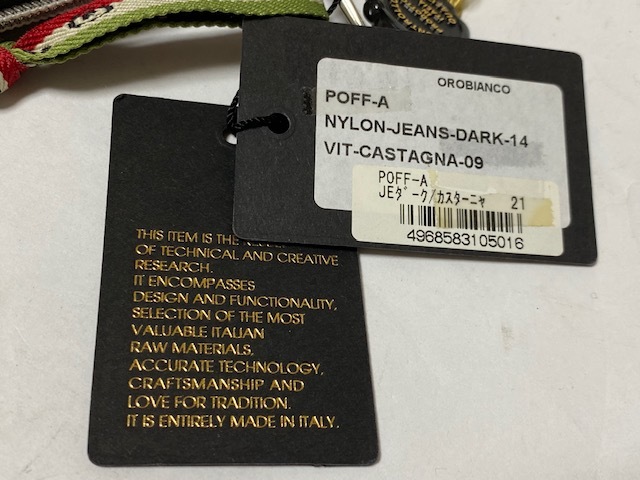 OROBIANCO
POFF-A
NYLON-JEANS-DARK-14
VIT-CASTAGNA-09
POFF-A
JEﾀﾞｰｸ/ｶｽﾀｰﾆｬ 21
4968583105016
THIS ITEM IS THE
OF TECHNICAL AND CREATIVE
RESEARCH.
IT ENCOMPASSES
DESIGN AND FUNCTIONALITY,
SELECTION OF THE MOST
VALUABLE ITALIAN
RAW MATERIALS,
ACCURATE TECHNOLOGY,
CRAFTSMANSHIP AND
LOVE FOR TRADITION.
IT IS ENTIRELY MADE IN ITALY.